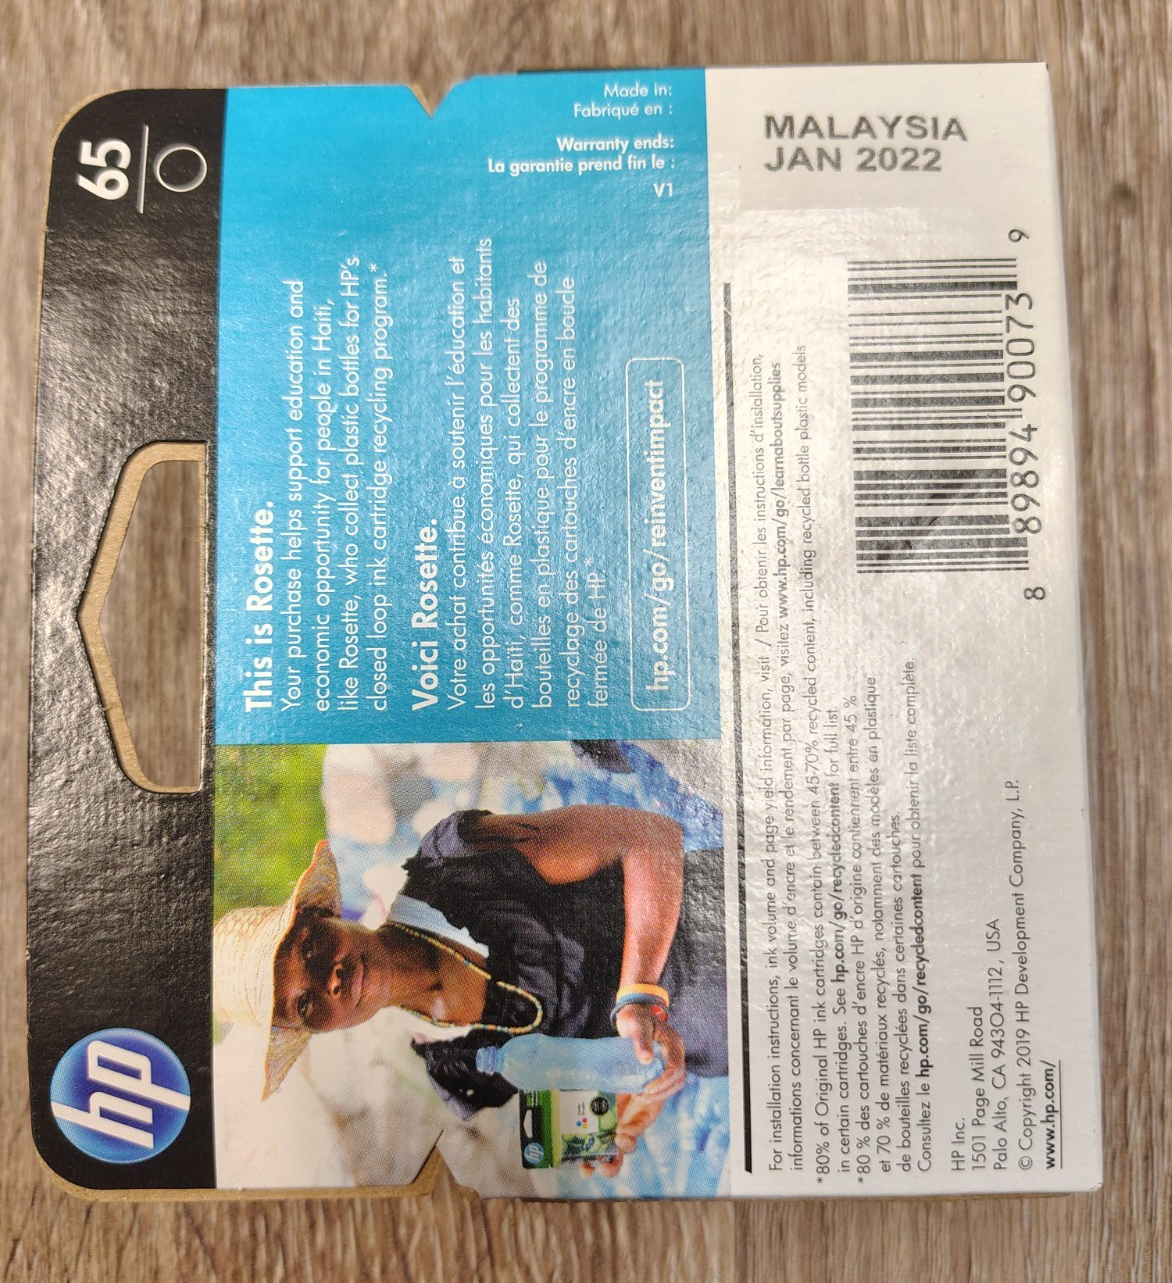 hp
65
This is Rosette.
Your purchase helps support education and
economic opportunity for people in Haiti,
like Rosette, who collect plastic bottles for HP's
closed loop ink cartridge recycling program.*
Voici Rosette.
Votre achat contribue à soutenir l'éducation et
les opportunités économiques pour les habitants
d'Haïti, comme Rosette, qui collectent des
bouteilles en plastique pour le programme de
recyclage des cartouches d'encre en boucle
fermée de HP.*
hp.com/go/reinventimpact
Made in:
Fabriqué en :
Warranty ends:
La garantie prend fin le :
V1
MALAYSIA
JAN 2022
For installation instructions, ink volume and page yield information, visit / Pour obtenir les instructions d'installation,
informations concernant le volume d'encre et le rendement par page, visitez www.hp.com/go/learnaboutsupplies
*80% of Original HP ink cartridges contain between 45-70% recycled content, including recycled bottle plastic models
in certain cartridges. See hp.com/go/recycledcontent for full list.
*80 % des cartouches d'encre HP d'origine contiennent entre 45 %
et 70 % de matériaux recyclés, notamment des modèles en plastique
de bouteilles recyclées dans certaines cartouches.
Consultez le hp.com/go/recycledcontent pour obtenir la liste complète.
HP Inc.
1501 Page Mill Road
Palo Alto, CA 94304-1112, USA
© Copyright 2019 HP Development Company, L.P.
www.hp.com/
8 89894 90073 9